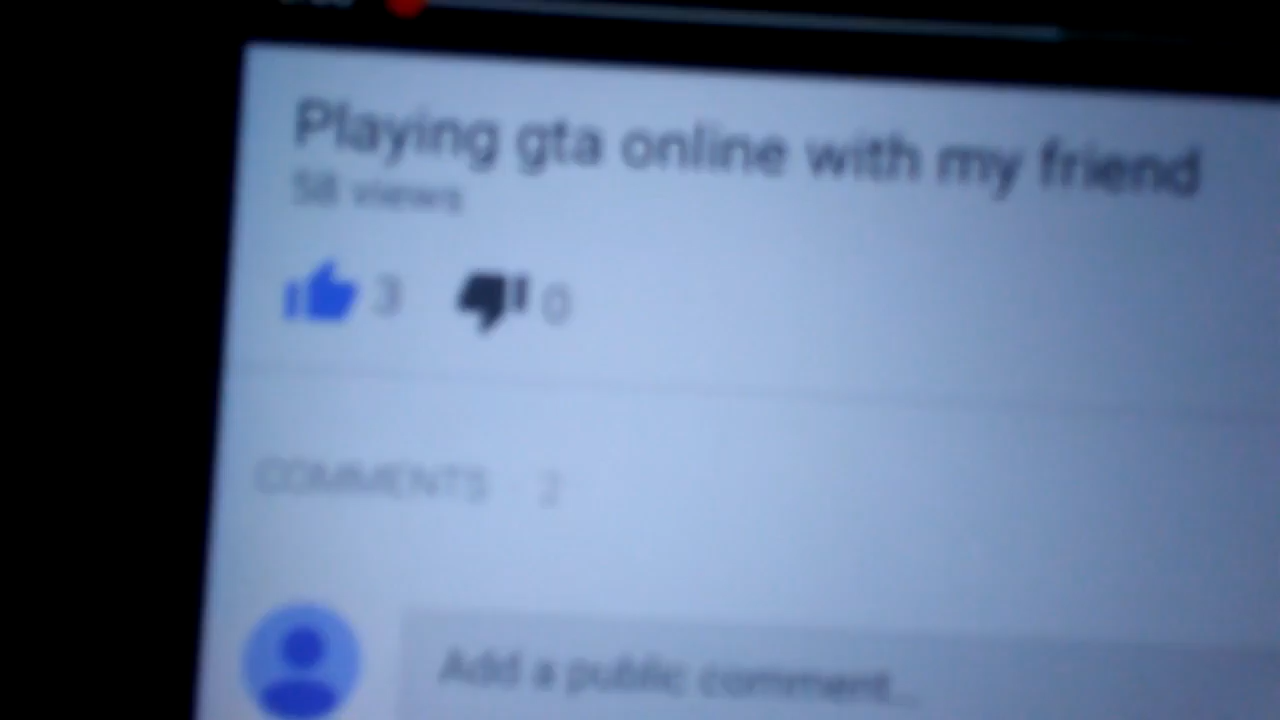 Playing gta online with my friend
58 views
3 0
COMMENTS · 2
Add a public comment...